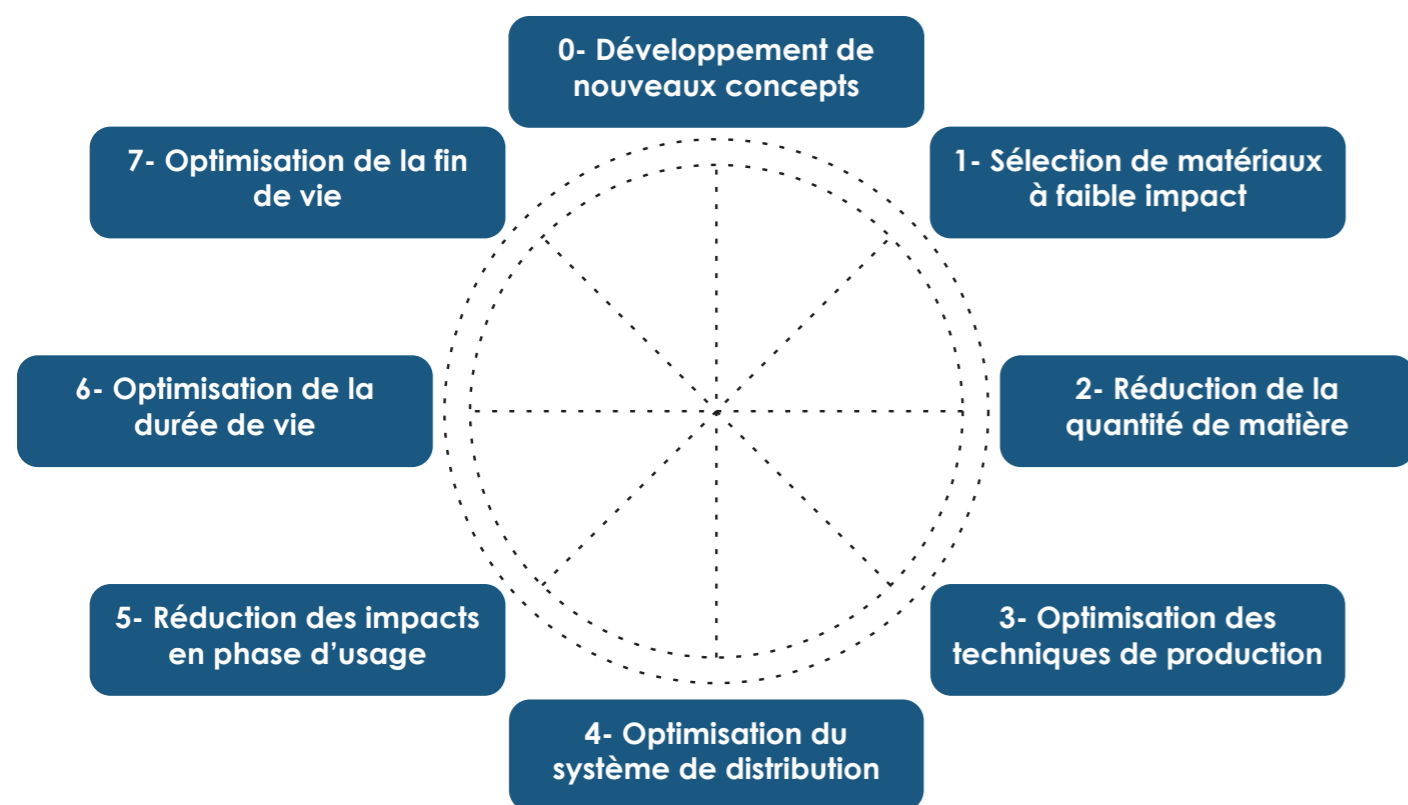 0- Développement de
nouveaux concepts
1- Sélection de matériaux
à faible impact
2- Réduction de la
quantité de matière
3- Optimisation des
techniques de production
4- Optimisation du
système de distribution
5- Réduction des impacts
en phase d’usage
6- Optimisation de la
durée de vie
7- Optimisation de la fin
de vie